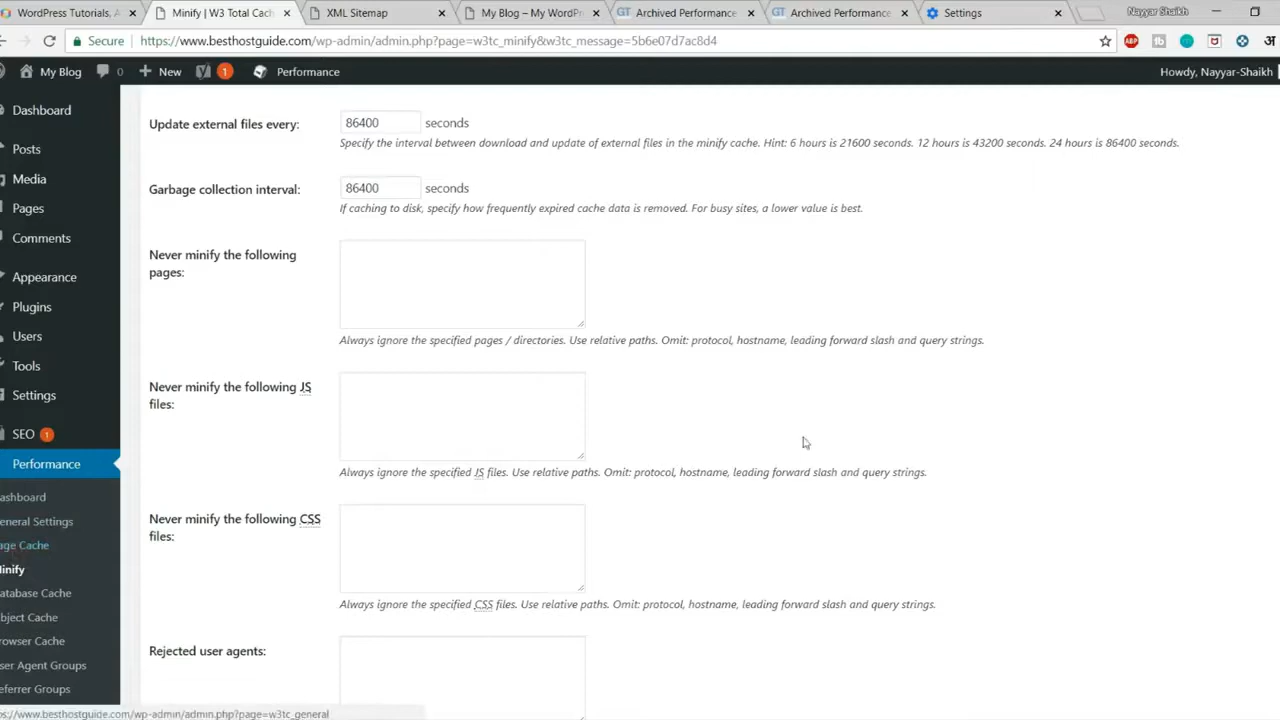 WordPress Tutorials, A
Minify | W3 Total Cach
XML Sitemap
My Blog – My WordPr
GT Archived Performance
GT Archived Performance
Settings
Nayyar Shaikh
Secure
https://www.besthostguide.com/wp-admin/admin.php?page=w3tc_minify&w3tc_message=5b6e07d7ac8d4
ABP
tb
अ
My Blog
0
New
1
Performance
Howdy, Nayyar-Shaikh
Dashboard
Posts
Media
Pages
Comments
Appearance
Plugins
Users
Tools
Settings
SEO 1
Performance
ashboard
eneral Settings
age Cache
inify
atabase Cache
bject Cache
rowser Cache
ser Agent Groups
eferrer Groups
Update external files every:
86400 seconds
Specify the interval between download and update of external files in the minify cache. Hint: 6 hours is 21600 seconds. 12 hours is 43200 seconds. 24 hours is 86400 seconds.
Garbage collection interval:
86400 seconds
If caching to disk, specify how frequently expired cache data is removed. For busy sites, a lower value is best.
Never minify the following
pages:
Always ignore the specified pages / directories. Use relative paths. Omit: protocol, hostname, leading forward slash and query strings.
Never minify the following JS
files:
Always ignore the specified JS files. Use relative paths. Omit: protocol, hostname, leading forward slash and query strings.
Never minify the following CSS
files:
Always ignore the specified CSS files. Use relative paths. Omit: protocol, hostname, leading forward slash and query strings.
Rejected user agents:
ps://www.besthostguide.com/wp-admin/admin.php?page=w3tc_general